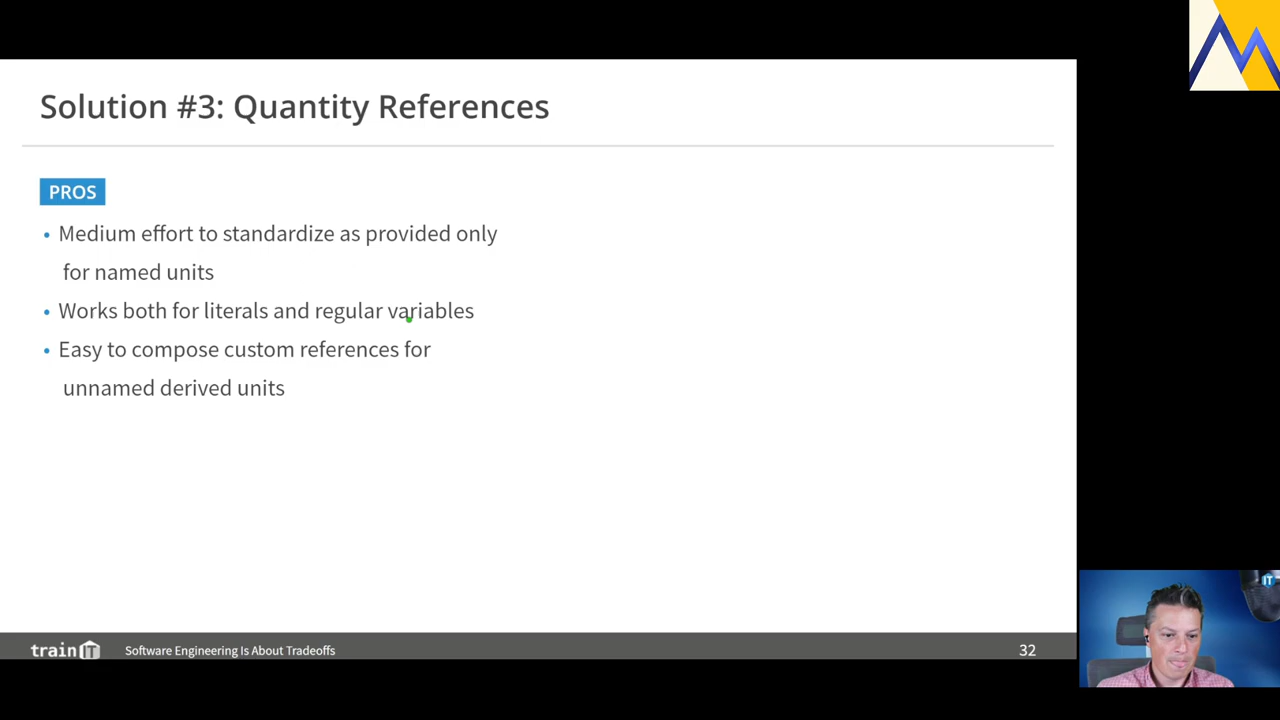 Solution #3: Quantity References
PROS
• Medium effort to standardize as provided only
for named units
• Works both for literals and regular variables
• Easy to compose custom references for
unnamed derived units
train IT
Software Engineering Is About Tradeoffs
32
IT